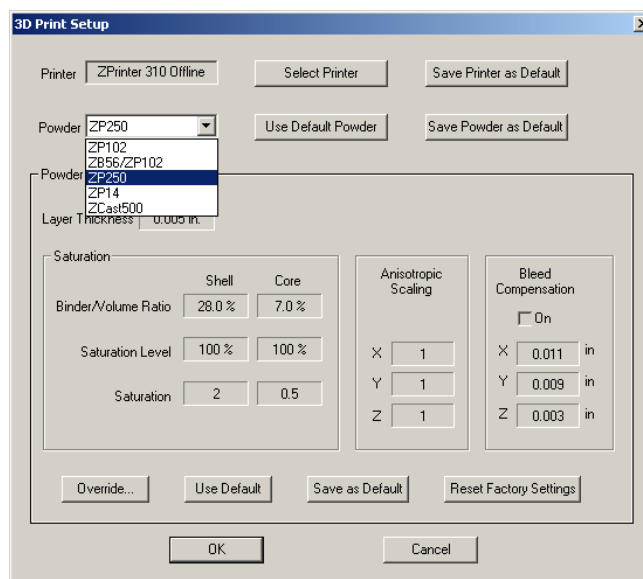 3D Print Setup
Printer ZPrinter 310 Offline Select Printer Save Printer as Default
Powder ZP250 Use Default Powder Save Powder as Default
ZP102
ZB56/ZP102
ZP250
ZP14
ZCast500
Powder
Layer Thickness 0.005 in.
Saturation
Shell Core
Binder/Volume Ratio 28.0 % 7.0 %
Saturation Level 100 % 100 %
Saturation 2 0.5
Anisotropic
Scaling
X 1
Y 1
Z 1
Bleed
Compensation
On
X 0.011 in
Y 0.009 in
Z 0.003 in
Override... Use Default Save as Default Reset Factory Settings
OK Cancel